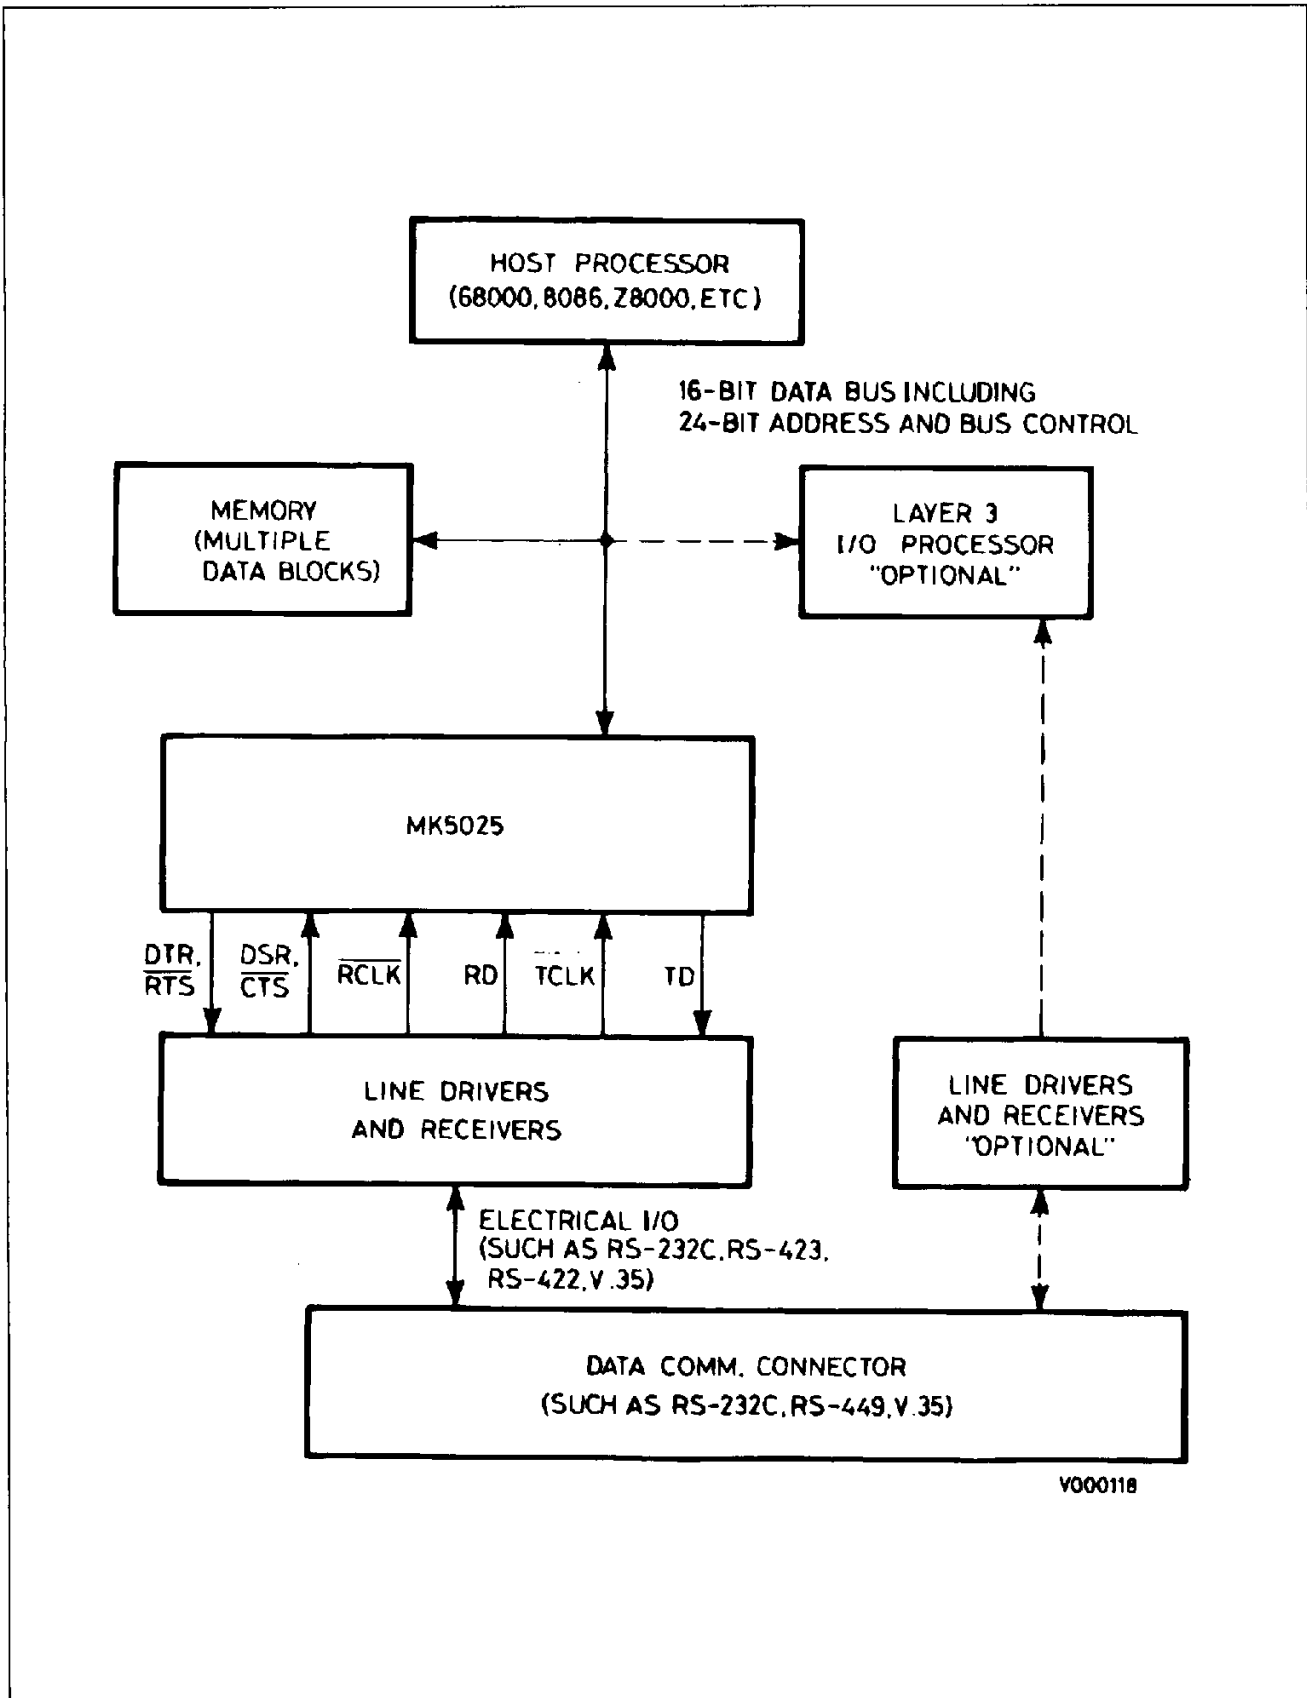 HOST PROCESSOR
(68000, 8086, Z8000, ETC)
16-BIT DATA BUS INCLUDING
24-BIT ADDRESS AND BUS CONTROL
MEMORY
(MULTIPLE
DATA BLOCKS)
LAYER 3
I/O PROCESSOR
"OPTIONAL"
MK5025
DTR,
RTS
DSR,
CTS
RCLK
RD
TCLK
TD
LINE DRIVERS
AND RECEIVERS
LINE DRIVERS
AND RECEIVERS
"OPTIONAL"
ELECTRICAL I/O
(SUCH AS RS-232C, RS-423,
RS-422, V.35)
DATA COMM. CONNECTOR
(SUCH AS RS-232C, RS-449, V.35)
V000118